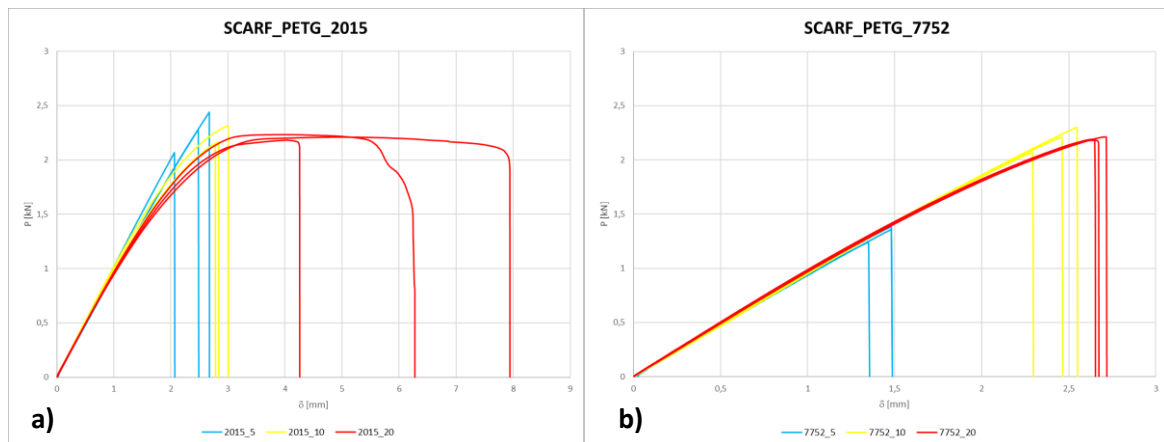 SCARF_PETG_2015
3
2,5
2
1,5
1
0,5
0
P [kN]
0 1 2 3 4 5 6 7 8 9
δ [mm]
a)
2015_5 2015_10 2015_20
SCARF_PETG_7752
3
2,5
2
1,5
1
0,5
0
P [kN]
0 0,5 1 1,5 2 2,5 3
δ [mm]
b)
7752_5 7752_10 7752_20